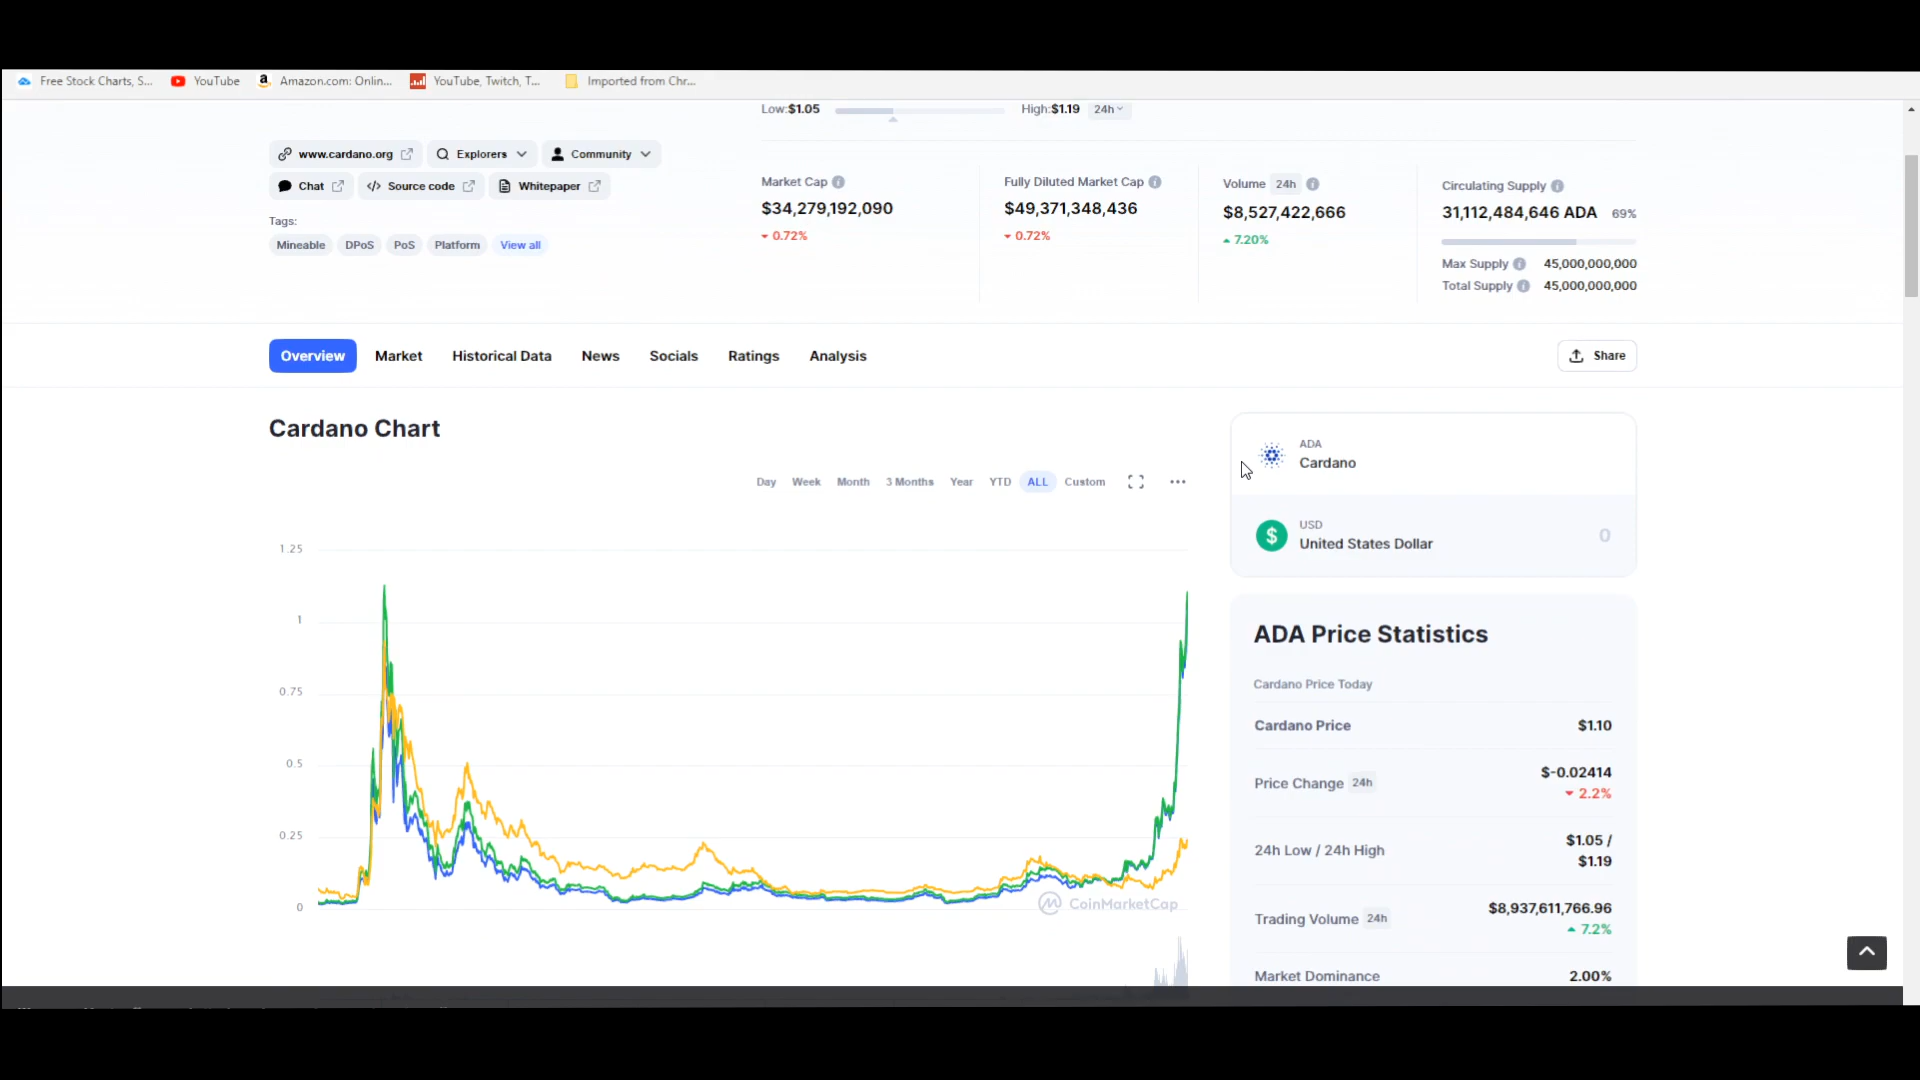 Free Stock Charts, S... YouTube Amazon.com: Onlin... YouTube, Twitch, T... Imported from Chr...
Low:$1.05 High:$1.19 24h
www.cardano.org Explorers Community
Chat Source code Whitepaper
Tags:
Mineable DPoS PoS Platform View all
Market Cap
$34,279,192,090
0.72%
Fully Diluted Market Cap
$49,371,348,436
0.72%
Volume 24h
$8,527,422,666
7.20%
Circulating Supply
31,112,484,646 ADA 69%
Max Supply 45,000,000,000
Total Supply 45,000,000,000
Overview Market Historical Data News Socials Ratings Analysis Share
Cardano Chart
Day Week Month 3 Months Year YTD ALL Custom
1.25
1
0.75
0.5
0.25
0
CoinMarketCap
ADA
Cardano
USD
United States Dollar 0
ADA Price Statistics
Cardano Price Today
Cardano Price $1.10
Price Change 24h $-0.02414
2.2%
24h Low / 24h High $1.05 /
$1.19
Trading Volume 24h $8,937,611,766.96
7.2%
Market Dominance 2.00%